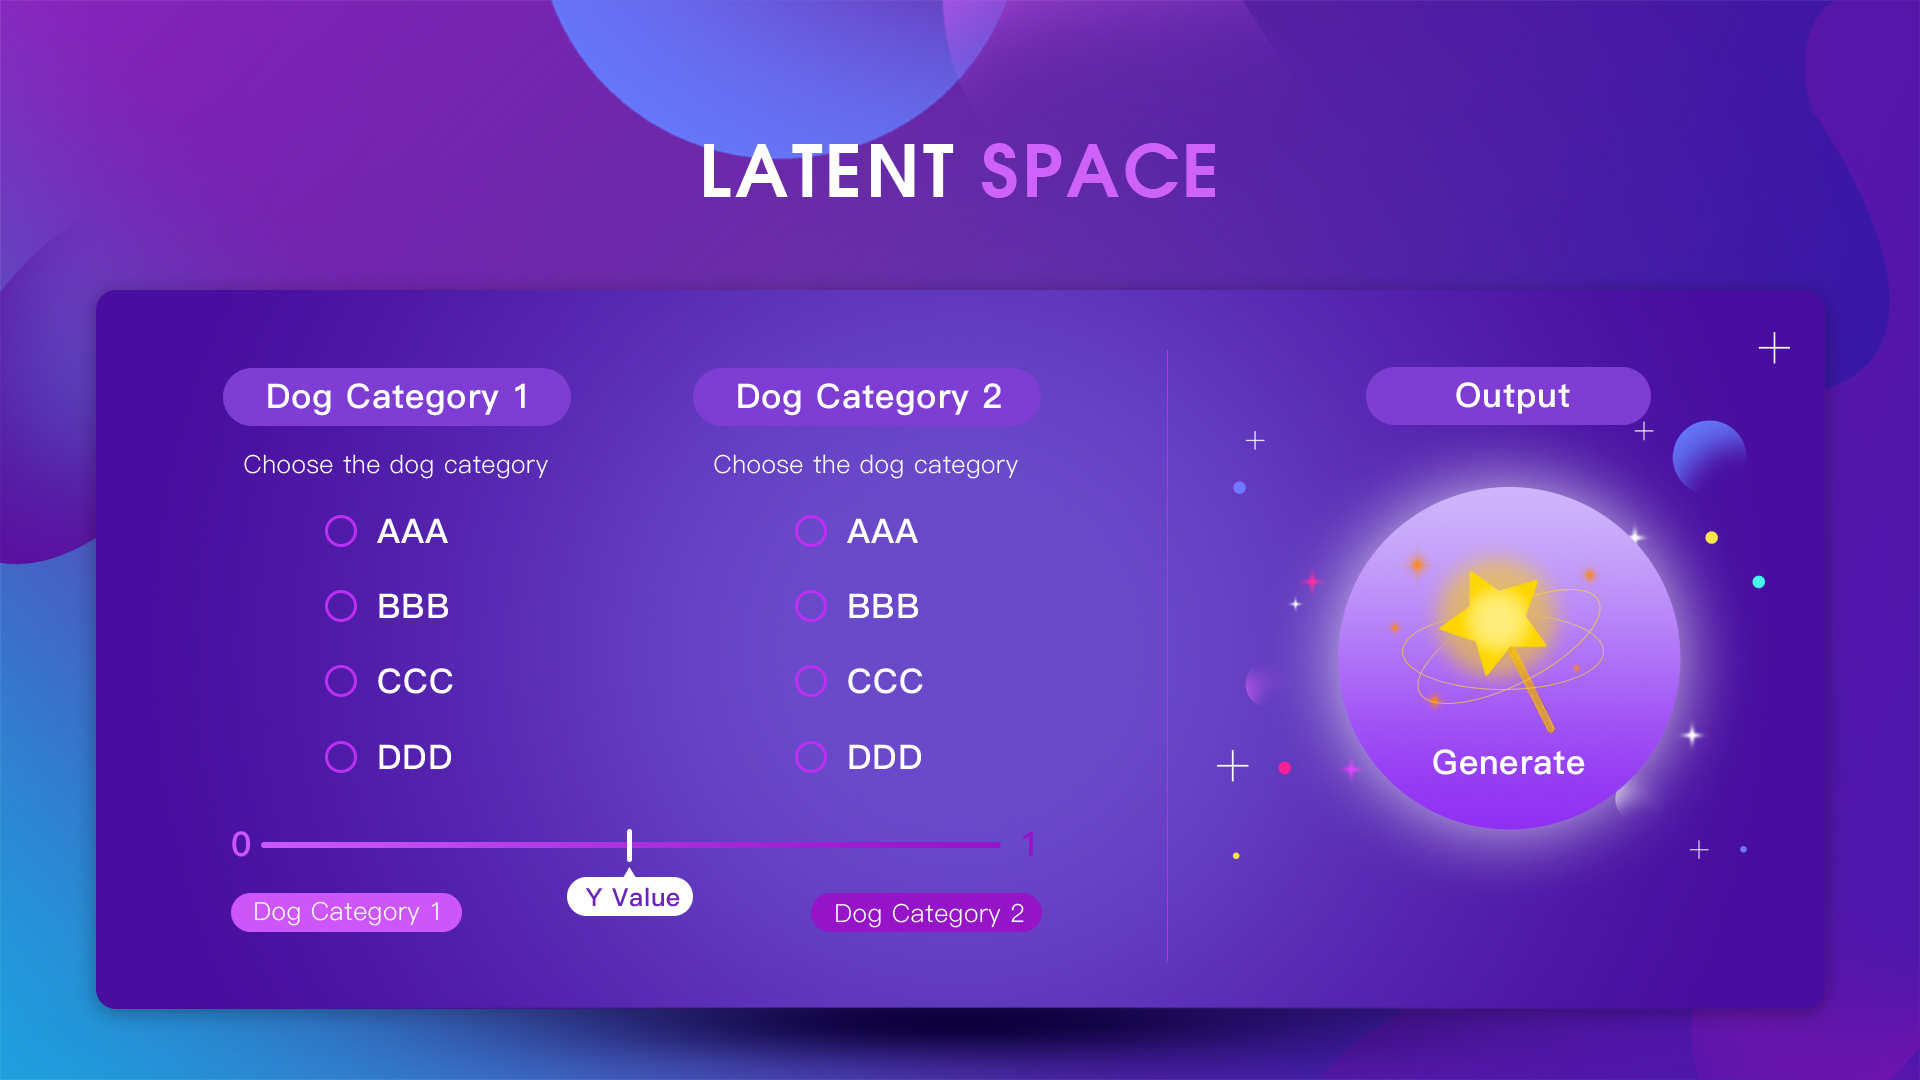 LATENT SPACE
Dog Category 1
Choose the dog category
AAA
BBB
CCC
DDD
Dog Category 2
Choose the dog category
AAA
BBB
CCC
DDD
0
1
Dog Category 1
Y Value
Dog Category 2
Output
Generate